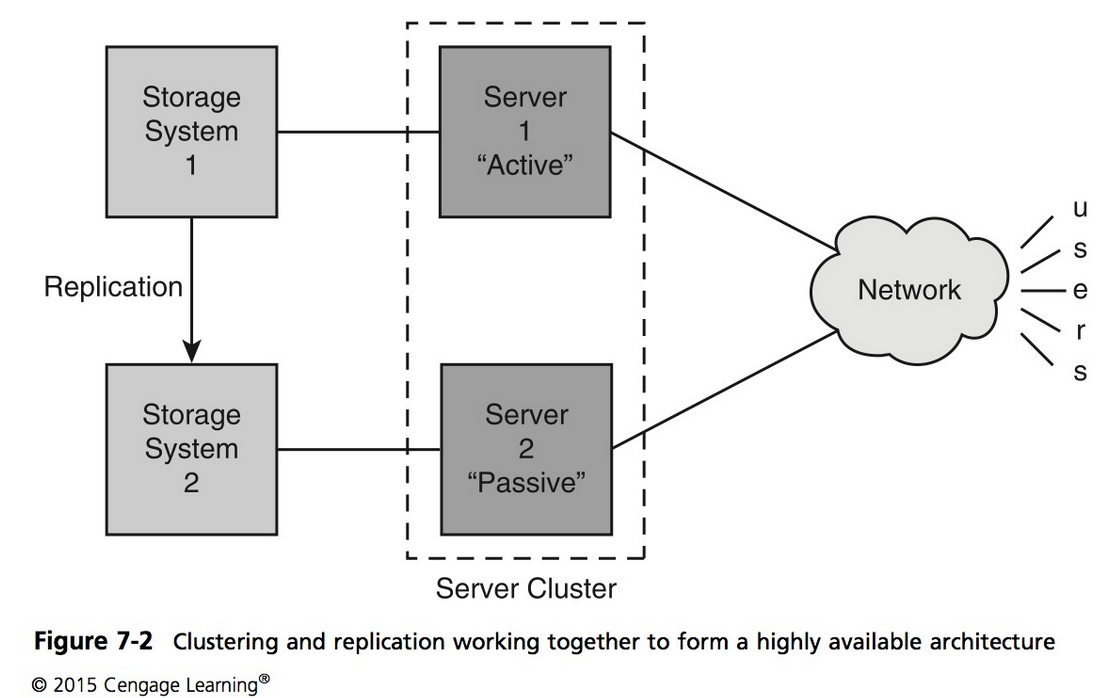 Storage
System
1
Server
1
“Active”
Replication
Network
u
s
e
r
s
Storage
System
2
Server
2
“Passive”
Server Cluster
Figure 7-2 Clustering and replication working together to form a highly available architecture
© 2015 Cengage Learning®